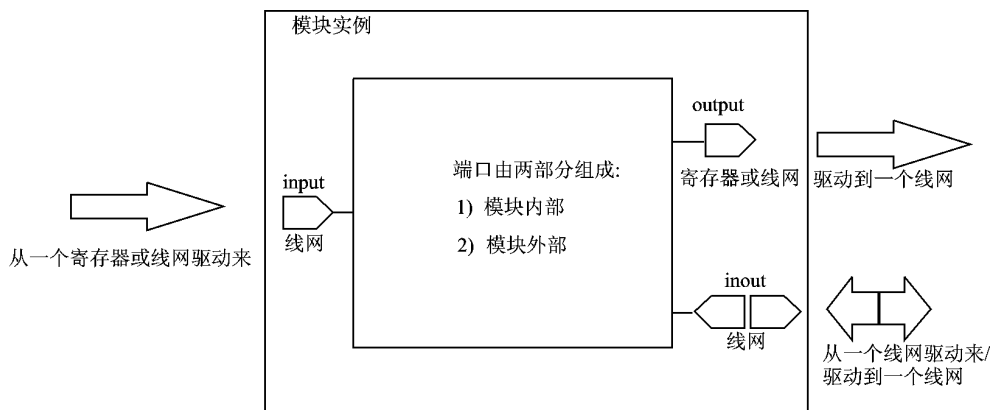 模块实例
output
端口由两部分组成:
input
寄存器或线网
驱动到一个线网
1) 模块内部
线网
2) 模块外部
从一个寄存器或线网驱动来
inout
线网
从一个线网驱动来/
驱动到一个线网